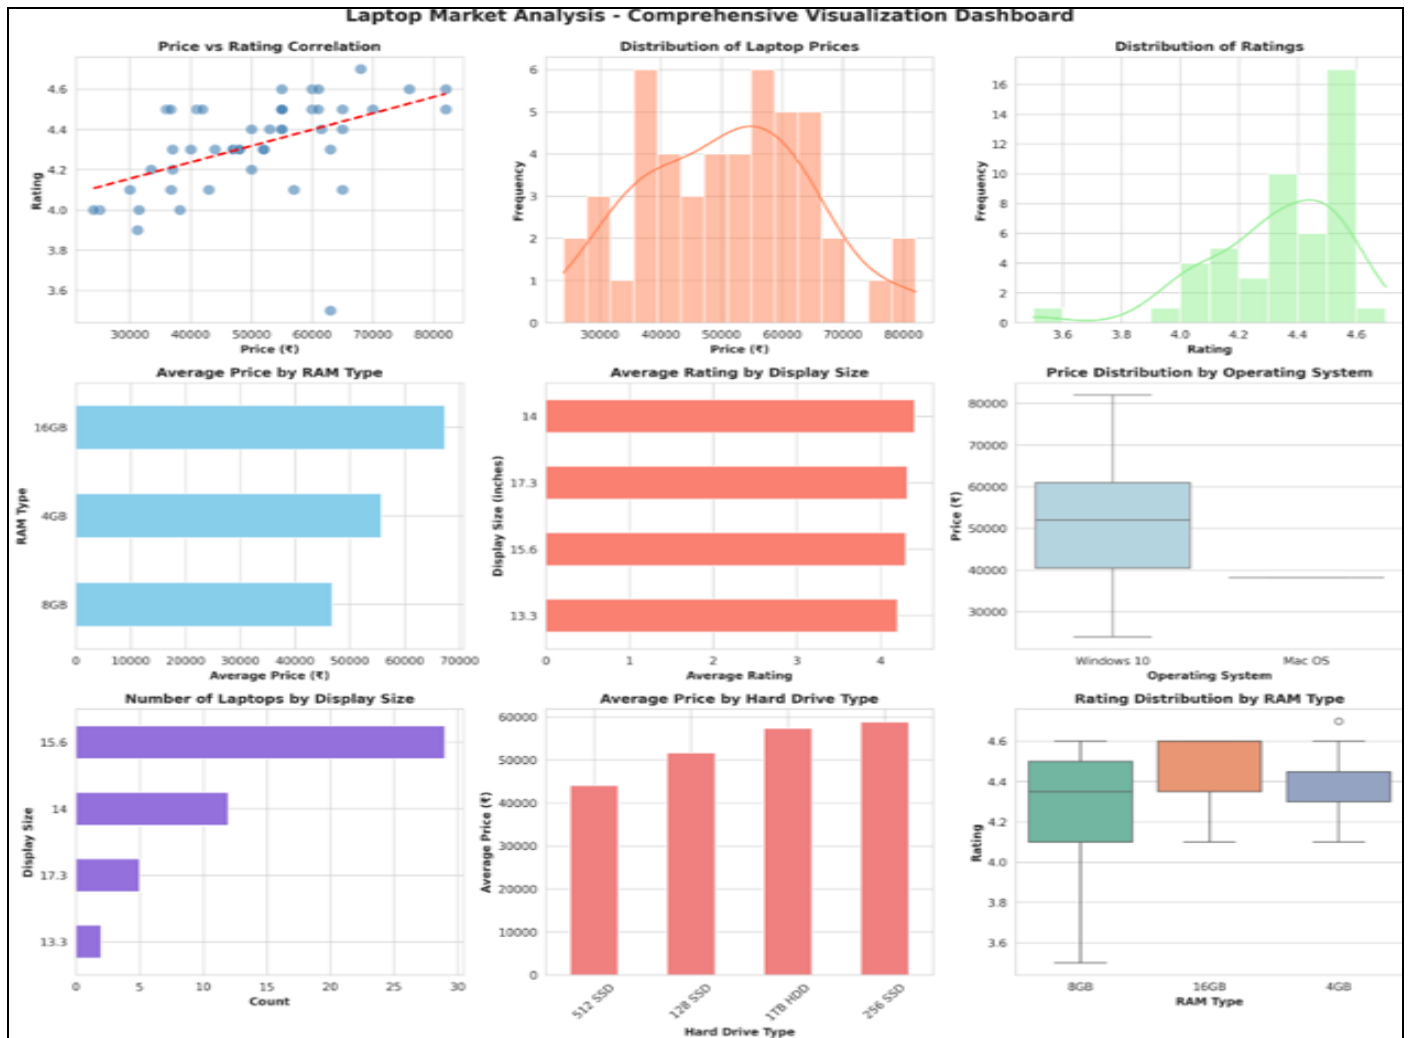 Laptop Market Analysis - Comprehensive Visualization Dashboard
Price vs Rating Correlation
4.6
4.4
4.2
4.0
3.8
3.6
Rating
30000 40000 50000 60000 70000 80000
Price (₹)
Distribution of Laptop Prices
6
5
4
3
2
1
0
Frequency
30000 40000 50000 60000 70000 80000
Price (₹)
Distribution of Ratings
16
14
12
10
8
6
4
2
0
Frequency
3.6 3.8 4.0 4.2 4.4 4.6
Rating
Average Price by RAM Type
16GB
4GB
8GB
RAM Type
0 10000 20000 30000 40000 50000 60000 70000
Average Price (₹)
Average Rating by Display Size
14
17.3
15.6
13.3
Display Size (inches)
0 1 2 3 4
Average Rating
Price Distribution by Operating System
80000
70000
60000
50000
40000
30000
Price (₹)
Windows 10 Mac OS
Operating System
Number of Laptops by Display Size
15.6
14
17.3
13.3
Display Size
0 5 10 15 20 25 30
Count
Average Price by Hard Drive Type
60000
50000
40000
30000
20000
10000
0
Average Price (₹)
512 SSD 128 SSD 1TB HDD 256 SSD
Hard Drive Type
Rating Distribution by RAM Type
4.6
4.4
4.2
4.0
3.8
3.6
Rating
8GB 16GB 4GB
RAM Type